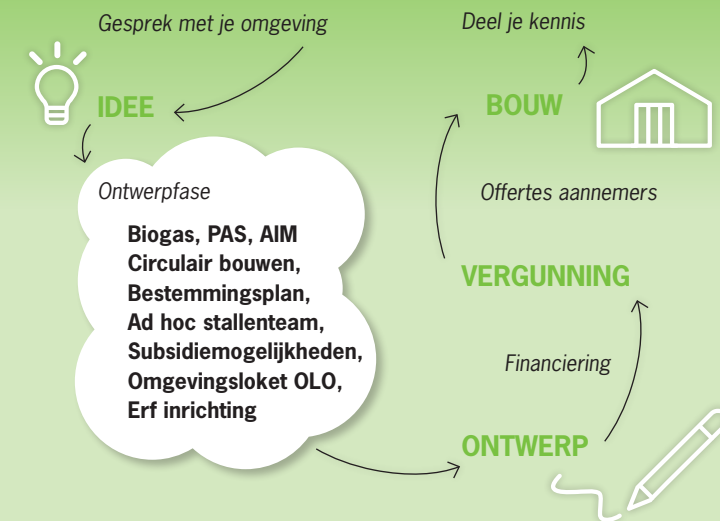 Gesprek met je omgeving
IDEE
Ontwerpfase
Biogas, PAS, AIM
Circulair bouwen,
Bestemmingsplan,
Ad hoc stallenteam,
Subsidiemogelijkheden,
Omgevingsloket OLO,
Erf inrichting
ONTWERP
Financiering
VERGUNNING
Offertes aannemers
BOUW
Deel je kennis